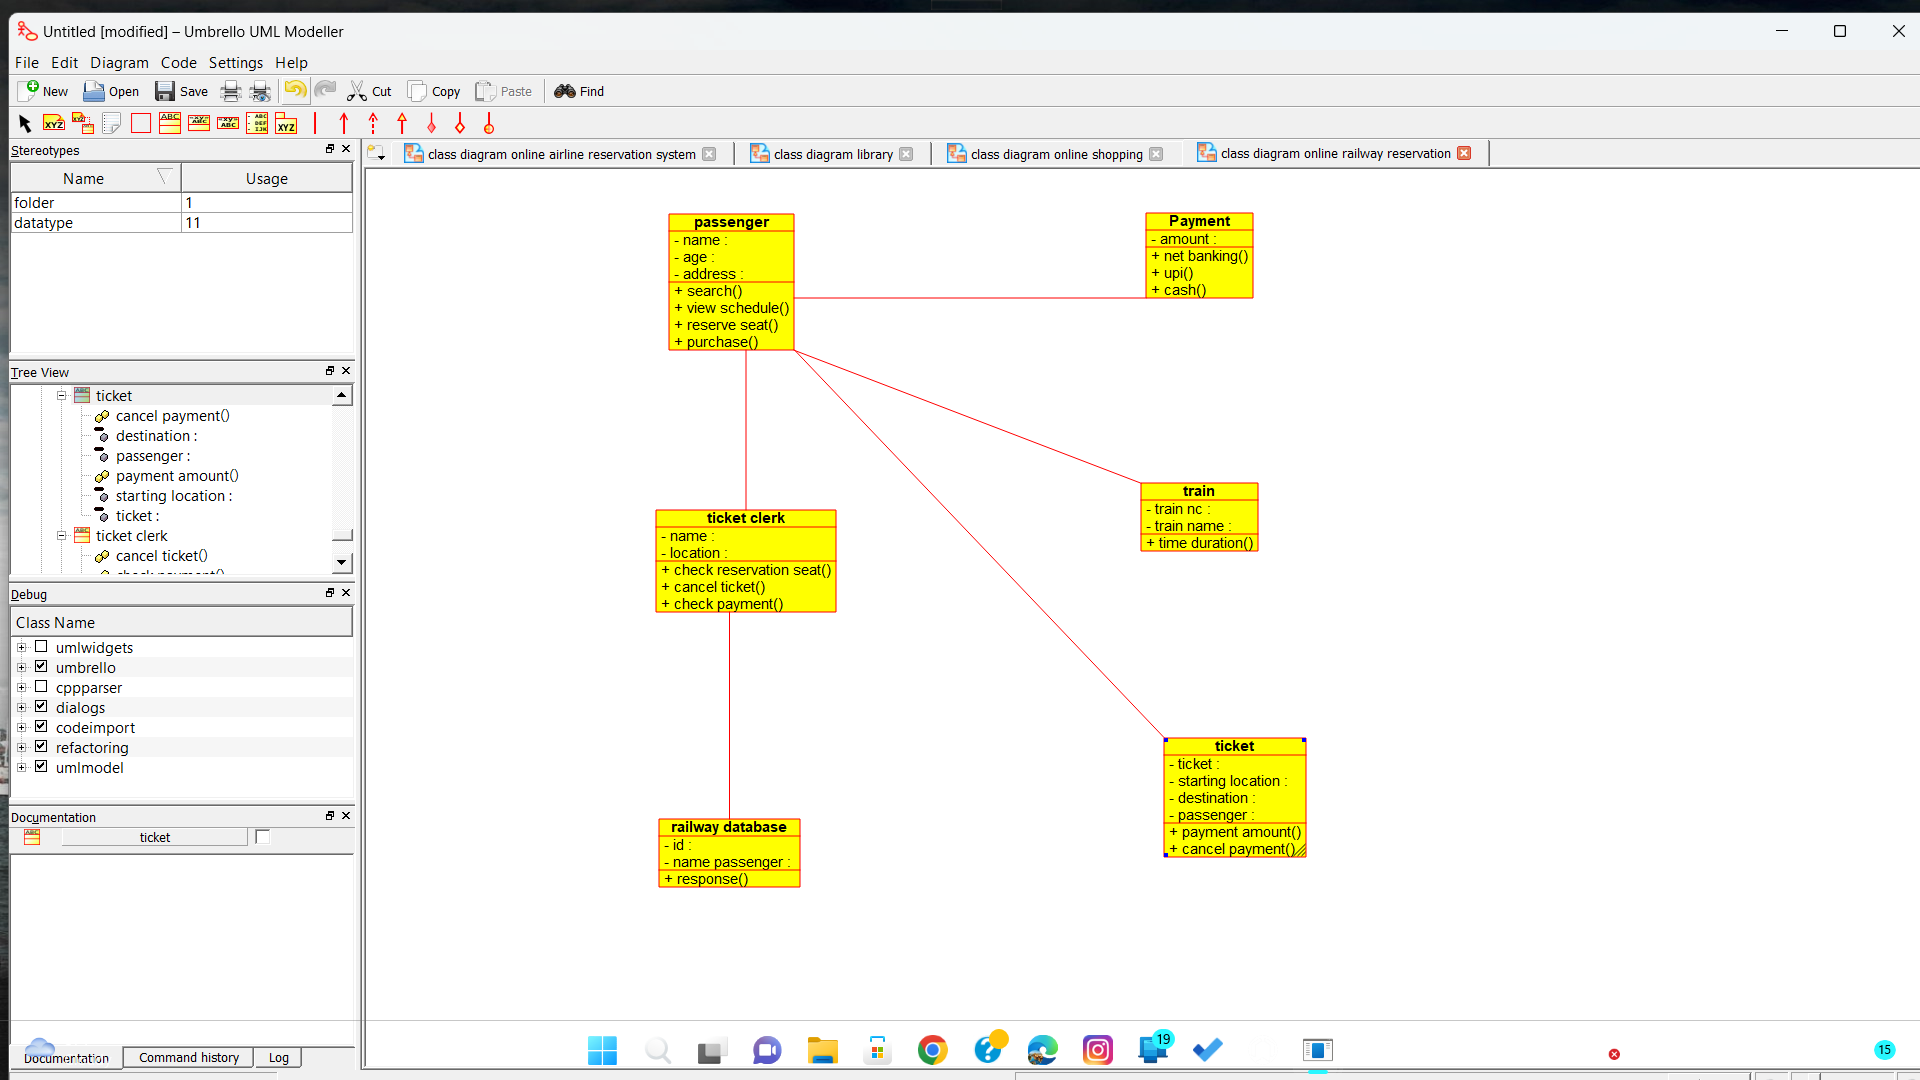 Untitled [modified] – Umbrello UML Modeller
File Edit Diagram Code Settings Help
New Open Save Cut Copy Paste Find
Stereotypes
Name Usage
folder 1
datatype 11
Tree View
ticket
cancel payment()
destination :
passenger :
payment amount()
starting location :
ticket :
ticket clerk
cancel ticket()
check payment()
Debug
Class Name
umlwidgets
umbrello
cppparser
dialogs
codeimport
refactoring
umlmodel
Documentation
ticket
Documentation Command history Log
class diagram online airline reservation system
class diagram library
class diagram online shopping
class diagram online railway reservation
passenger
- name :
- age :
- address :
+ search()
+ view schedule()
+ reserve seat()
+ purchase()
Payment
- amount :
+ net banking()
+ upi()
+ cash()
ticket clerk
- name :
- location :
+ check reservation seat()
+ cancel ticket()
+ check payment()
train
- train nc :
- train name :
+ time duration()
railway database
- id :
- name passenger :
+ response()
ticket
- ticket :
- starting location :
- destination :
- passenger :
+ payment amount()
+ cancel payment()
19
15